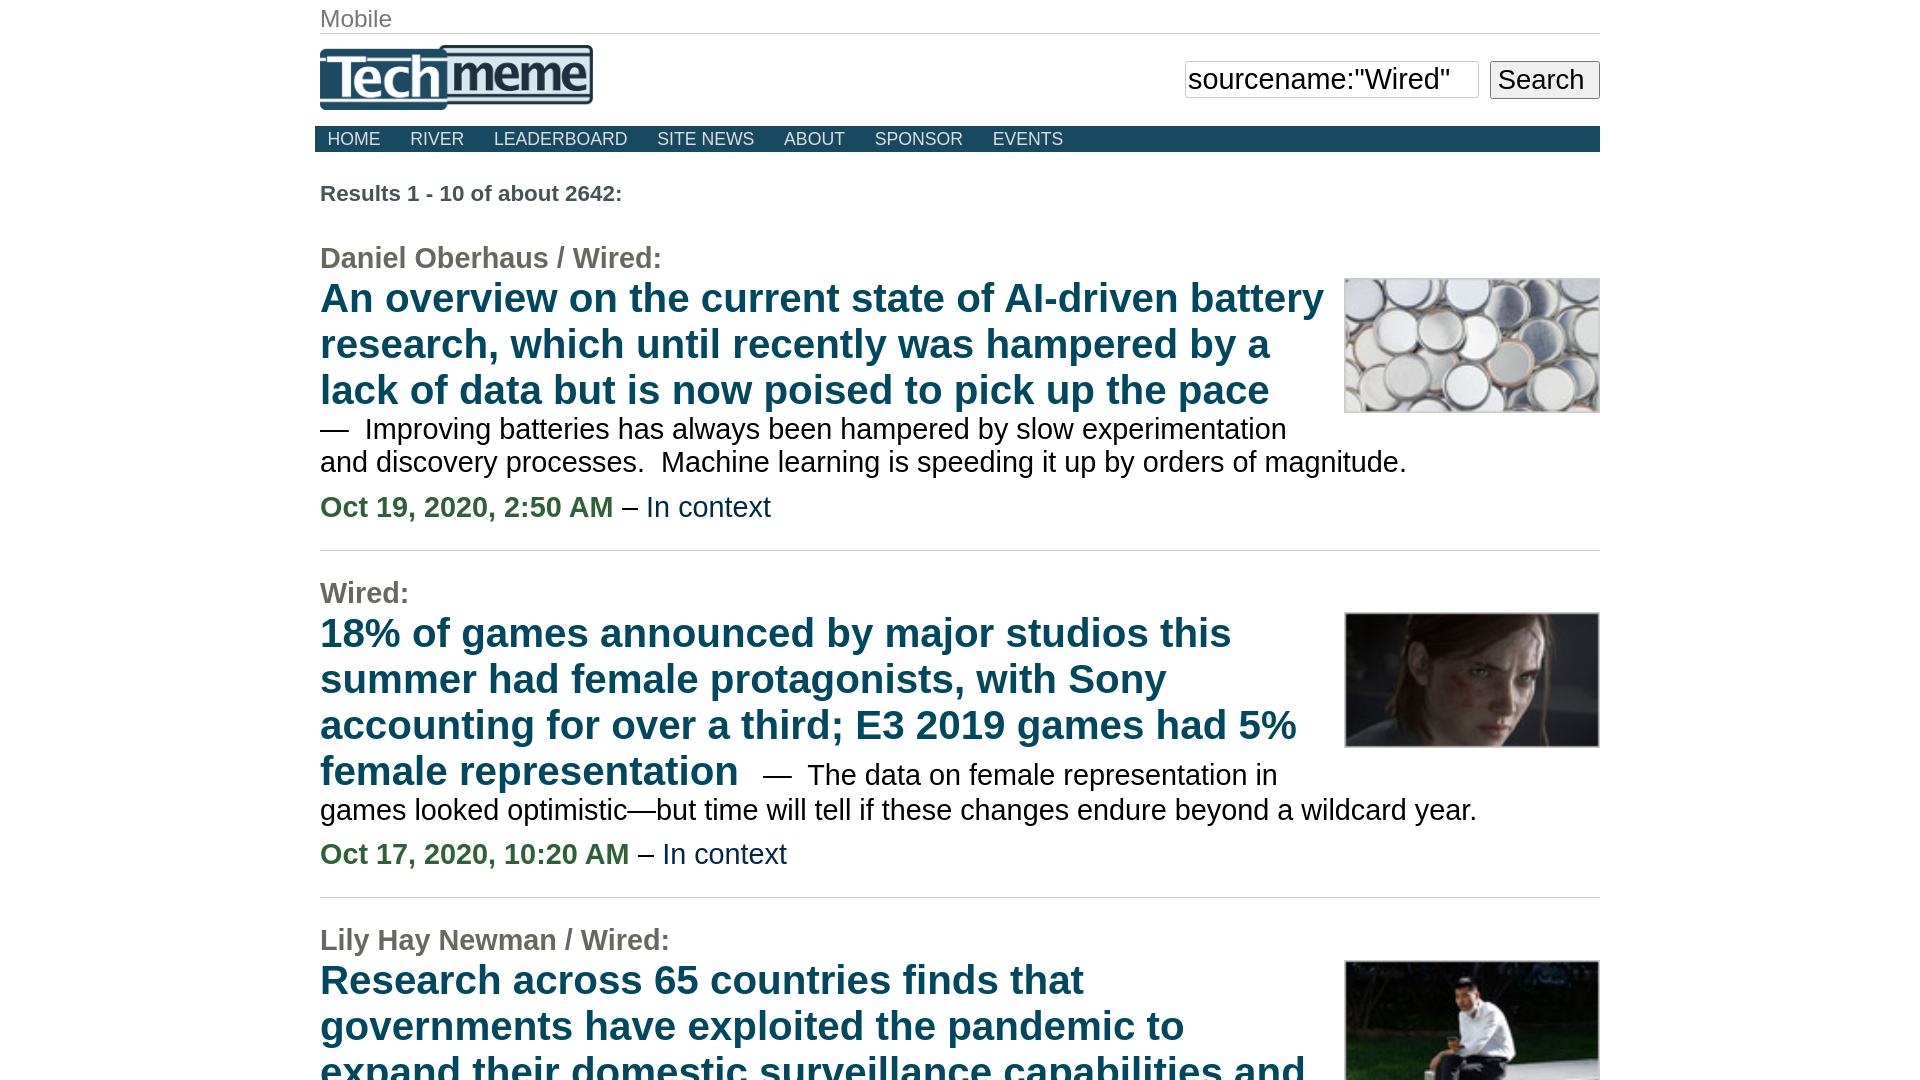 Mobile
Techmeme
sourcename:"Wired" Search
HOME RIVER LEADERBOARD SITE NEWS ABOUT SPONSOR EVENTS
Results 1 - 10 of about 2642:
Daniel Oberhaus / Wired:
An overview on the current state of AI-driven battery
research, which until recently was hampered by a
lack of data but is now poised to pick up the pace
— Improving batteries has always been hampered by slow experimentation
and discovery processes. Machine learning is speeding it up by orders of magnitude.
Oct 19, 2020, 2:50 AM – In context
Wired:
18% of games announced by major studios this
summer had female protagonists, with Sony
accounting for over a third; E3 2019 games had 5%
female representation — The data on female representation in
games looked optimistic—but time will tell if these changes endure beyond a wildcard year.
Oct 17, 2020, 10:20 AM – In context
Lily Hay Newman / Wired:
Research across 65 countries finds that
governments have exploited the pandemic to
expand their domestic surveillance capabilities and